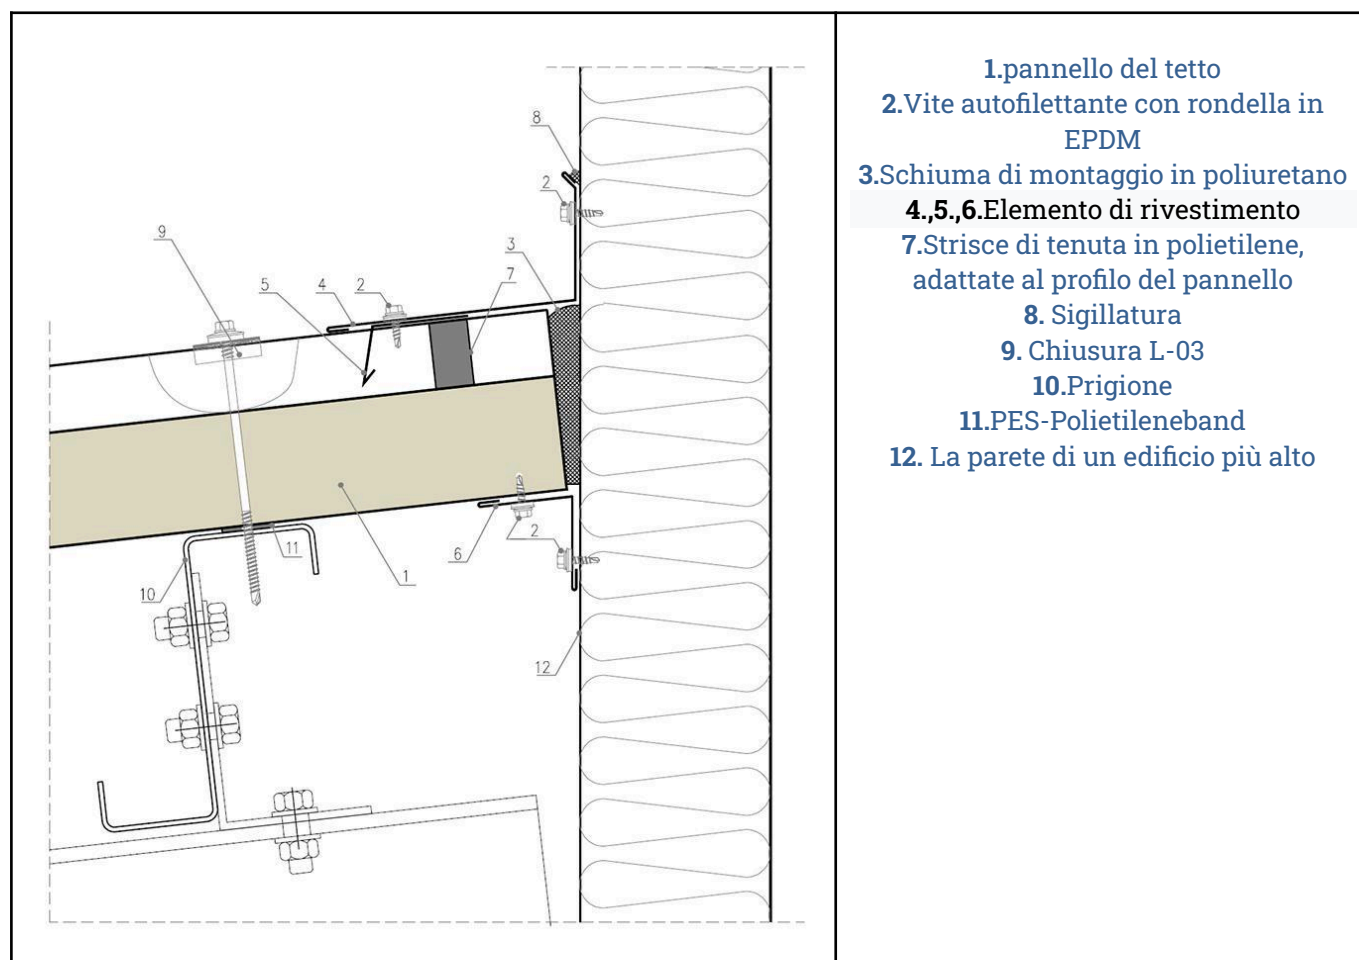 8
2
9
3
7
5
4
2
11
6
2
1
10
12
1.pannello del tetto
2.Vite autofilettante con rondella in
EPDM
3.Schiuma di montaggio in poliuretano
4.,5.,6.Elemento di rivestimento
7.Strisce di tenuta in polietilene,
adattate al profilo del pannello
8. Sigillatura
9. Chiusura L-03
10.Prigione
11.PES-Polietileneband
12. La parete di un edificio più alto